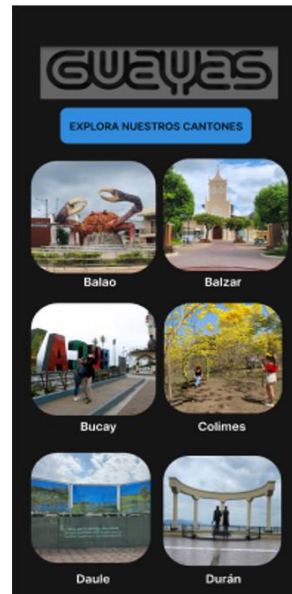 GUAYAS
EXPLORA NUESTROS CANTONES
Balao
Balzar
Bucay
Colimes
Daule
Durán